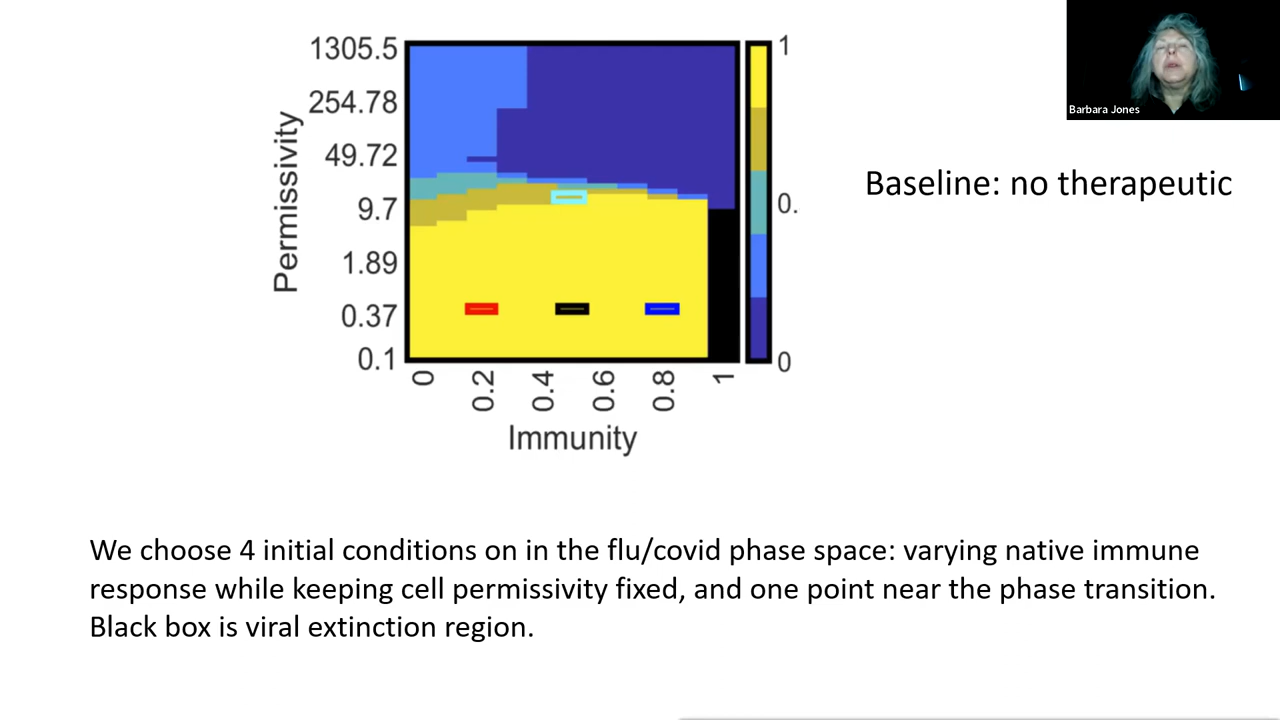 1305.5
254.78
49.72
9.7
1.89
0.37
0.1
Permissivity
0
0.2
0.4
0.6
0.8
1
Immunity
1
0.
0
Barbara Jones
Baseline: no therapeutic
We choose 4 initial conditions on in the flu/covid phase space: varying native immune
response while keeping cell permissivity fixed, and one point near the phase transition.
Black box is viral extinction region.